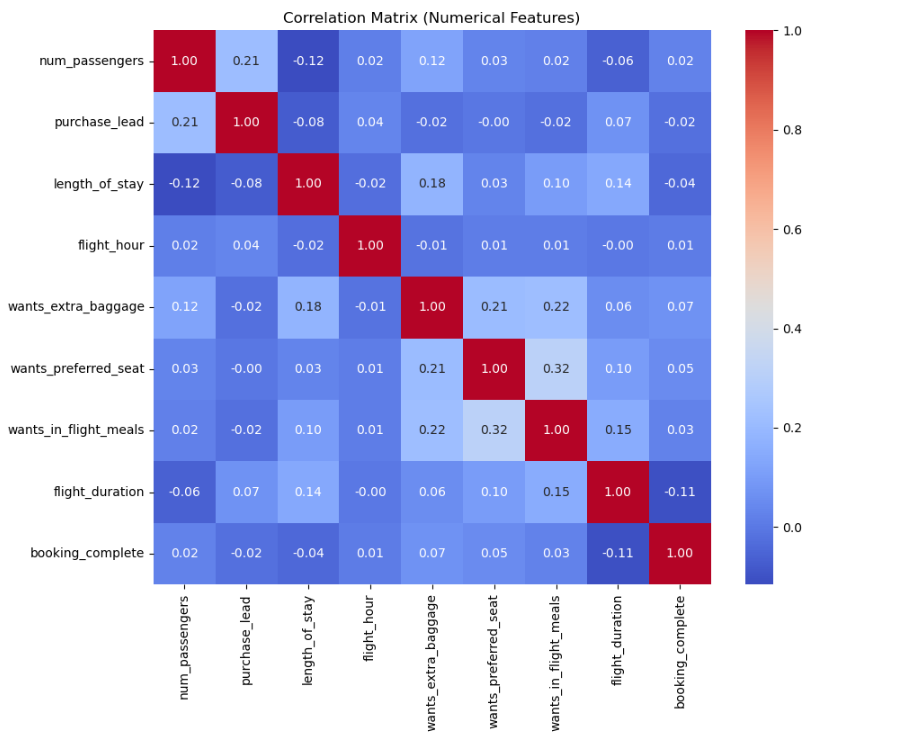 Correlation Matrix (Numerical Features)
num_passengers 1.00 0.21 -0.12 0.02 0.12 0.03 0.02 -0.06 0.02
purchase_lead 0.21 1.00 -0.08 0.04 -0.02 -0.00 -0.02 0.07 -0.02
length_of_stay -0.12 -0.08 1.00 -0.02 0.18 0.03 0.10 0.14 -0.04
flight_hour 0.02 0.04 -0.02 1.00 -0.01 0.01 0.01 -0.00 0.01
wants_extra_baggage 0.12 -0.02 0.18 -0.01 1.00 0.21 0.22 0.06 0.07
wants_preferred_seat 0.03 -0.00 0.03 0.01 0.21 1.00 0.32 0.10 0.05
wants_in_flight_meals 0.02 -0.02 0.10 0.01 0.22 0.32 1.00 0.15 0.03
flight_duration -0.06 0.07 0.14 -0.00 0.06 0.10 0.15 1.00 -0.11
booking_complete 0.02 -0.02 -0.04 0.01 0.07 0.05 0.03 -0.11 1.00
num_passengers
purchase_lead
length_of_stay
flight_hour
wants_extra_baggage
wants_preferred_seat
wants_in_flight_meals
flight_duration
booking_complete
1.0
0.8
0.6
0.4
0.2
0.0